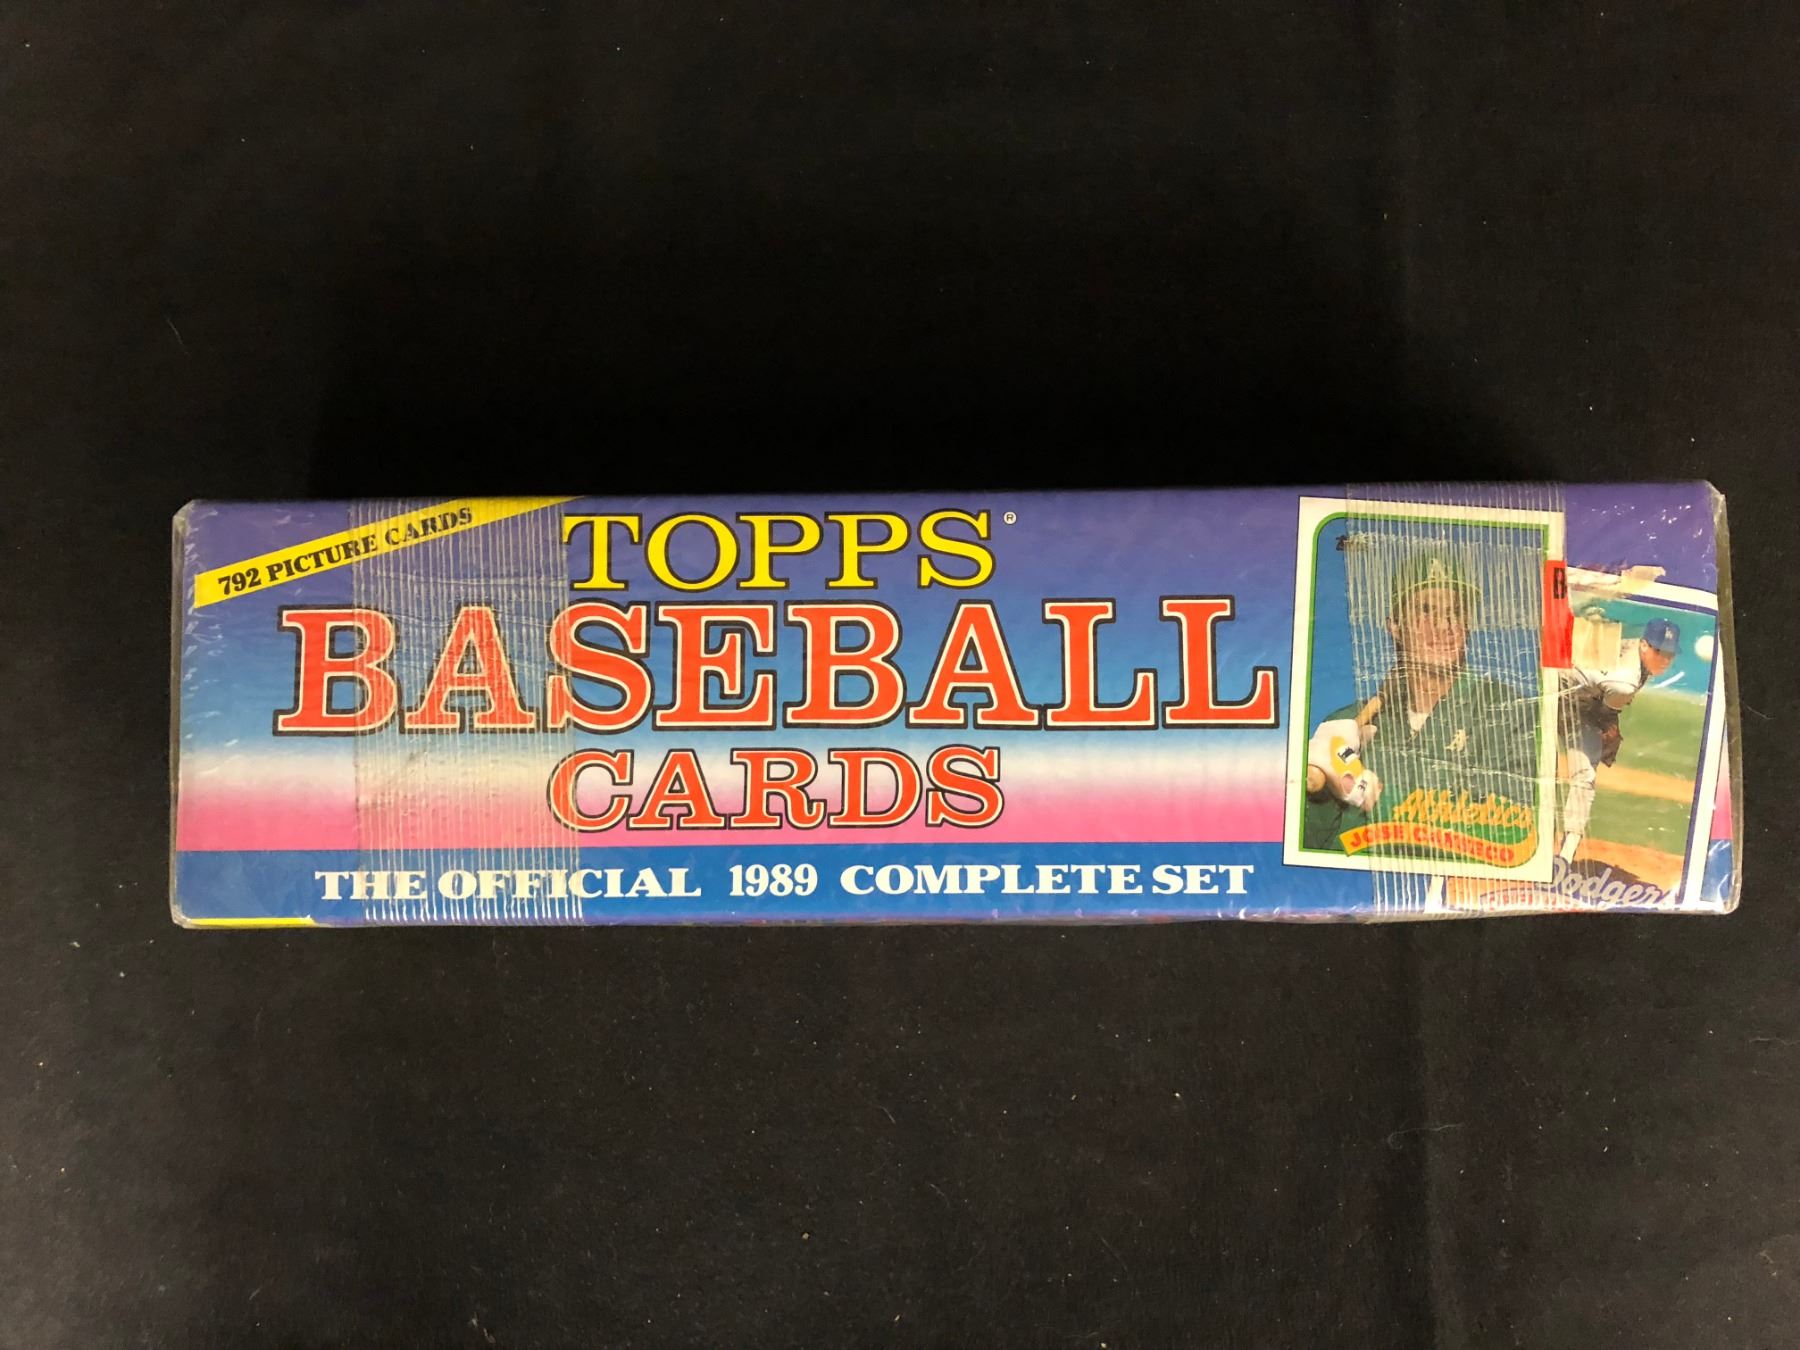 792 PICTURE CARDS
TOPPS®
BASEBALL
CARDS
THE OFFICIAL 1989 COMPLETE SET
Athletics
JOSE CANSECO
Dodgers